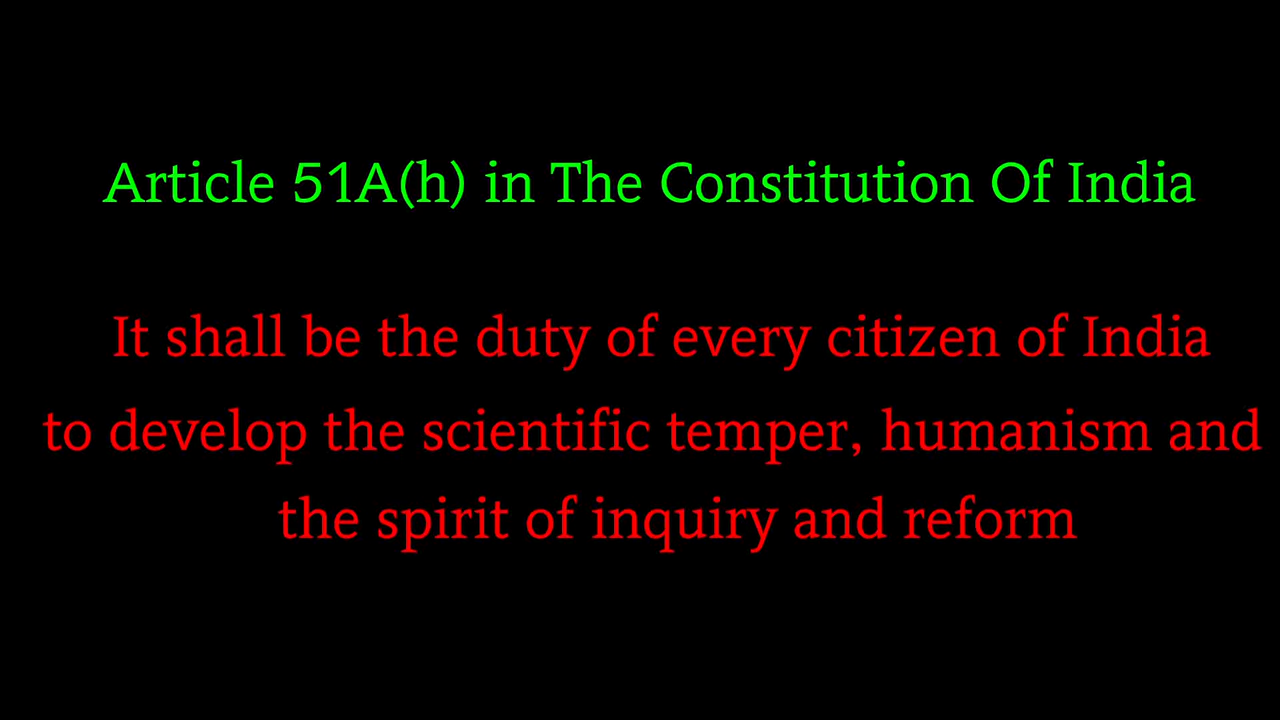 Article 51A(h) in The Constitution Of India
It shall be the duty of every citizen of India
to develop the scientific temper, humanism and
the spirit of inquiry and reform